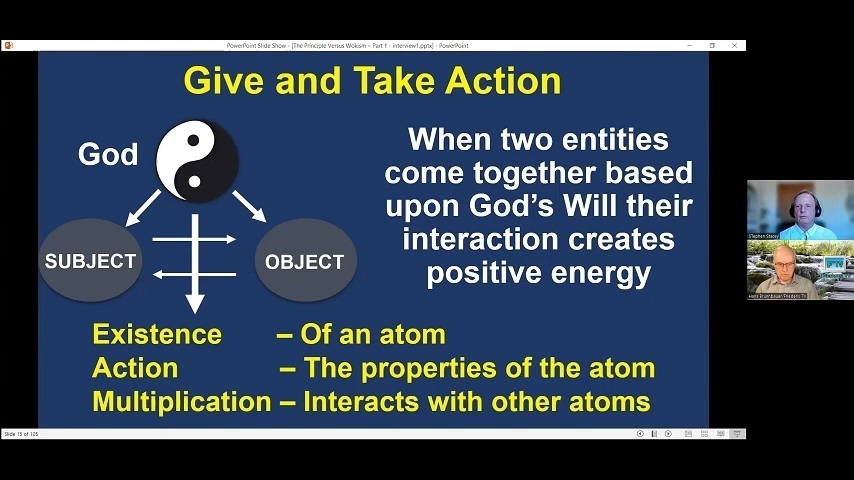 PowerPoint Slide Show - [The Principle Versus Wokism – Part 1 - interview1.pptx] - PowerPoint
Give and Take Action
God
SUBJECT
OBJECT
When two entities
come together based
upon God's Will their
interaction creates
positive energy
Existence – Of an atom
Action – The properties of the atom
Multiplication – Interacts with other atoms
Slide 15 of 105
Stephen Stacey